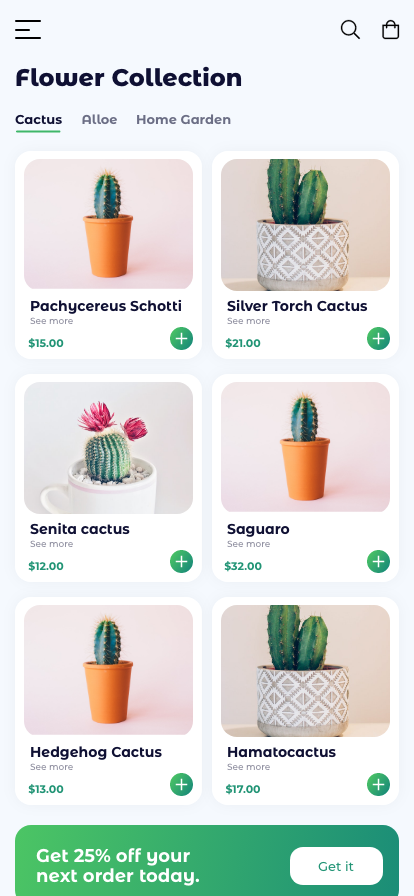 Flower Collection
Cactus Alloe Home Garden
Pachycereus Schotti
See more
$15.00
Silver Torch Cactus
See more
$21.00
Senita cactus
See more
$12.00
Saguaro
See more
$32.00
Hedgehog Cactus
See more
$13.00
Hamatocactus
See more
$17.00
Get 25% off your
next order today.
Get it